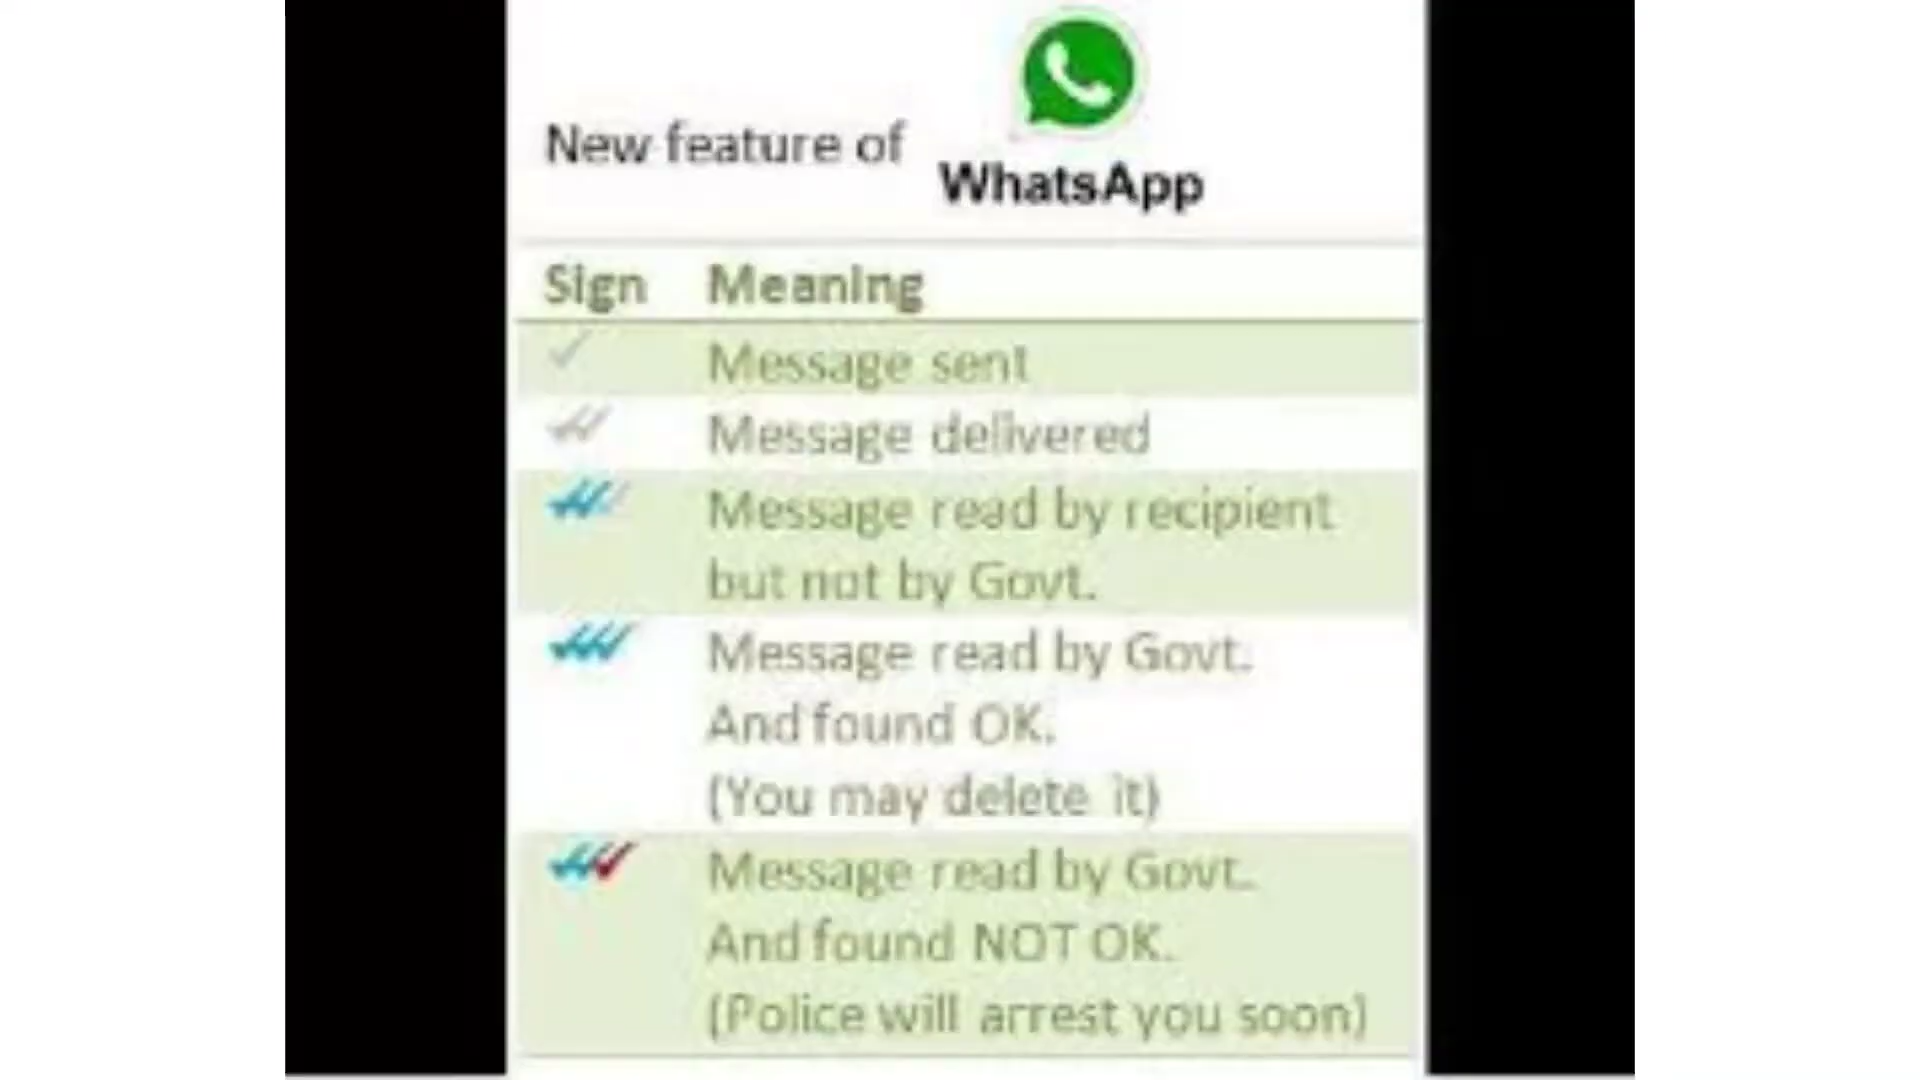 New feature of
WhatsApp
Sign Meaning
Message sent
Message delivered
Message read by recipient
but not by Govt.
Message read by Govt.
And found OK.
(You may delete it)
Message read by Govt.
And found NOT OK.
(Police will arrest you soon)